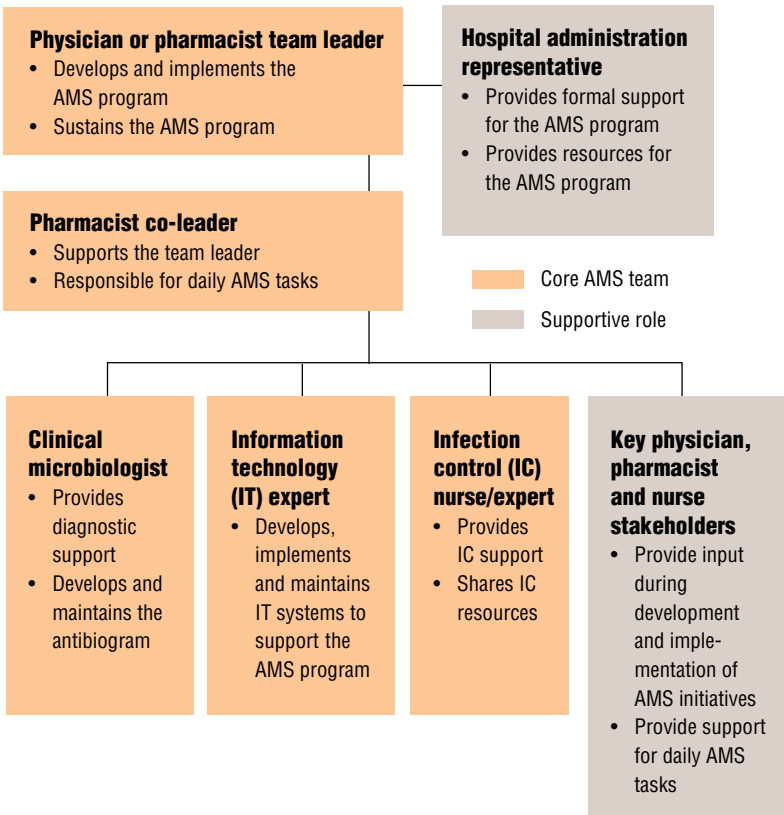 Physician or pharmacist team leader
• Develops and implements the
AMS program
• Sustains the AMS program
Hospital administration
representative
• Provides formal support
for the AMS program
• Provides resources for
the AMS program
Pharmacist co-leader
• Supports the team leader
• Responsible for daily AMS tasks
Core AMS team
Supportive role
Clinical
microbiologist
• Provides
diagnostic
support
• Develops and
maintains the
antibiogram
Information
technology
(IT) expert
• Develops,
implements
and maintains
IT systems to
support the
AMS program
Infection
control (IC)
nurse/expert
• Provides
IC support
• Shares IC
resources
Key physician,
pharmacist
and nurse
stakeholders
• Provide input
during
development
and imple-
mentation of
AMS initiatives
• Provide support
for daily AMS
tasks